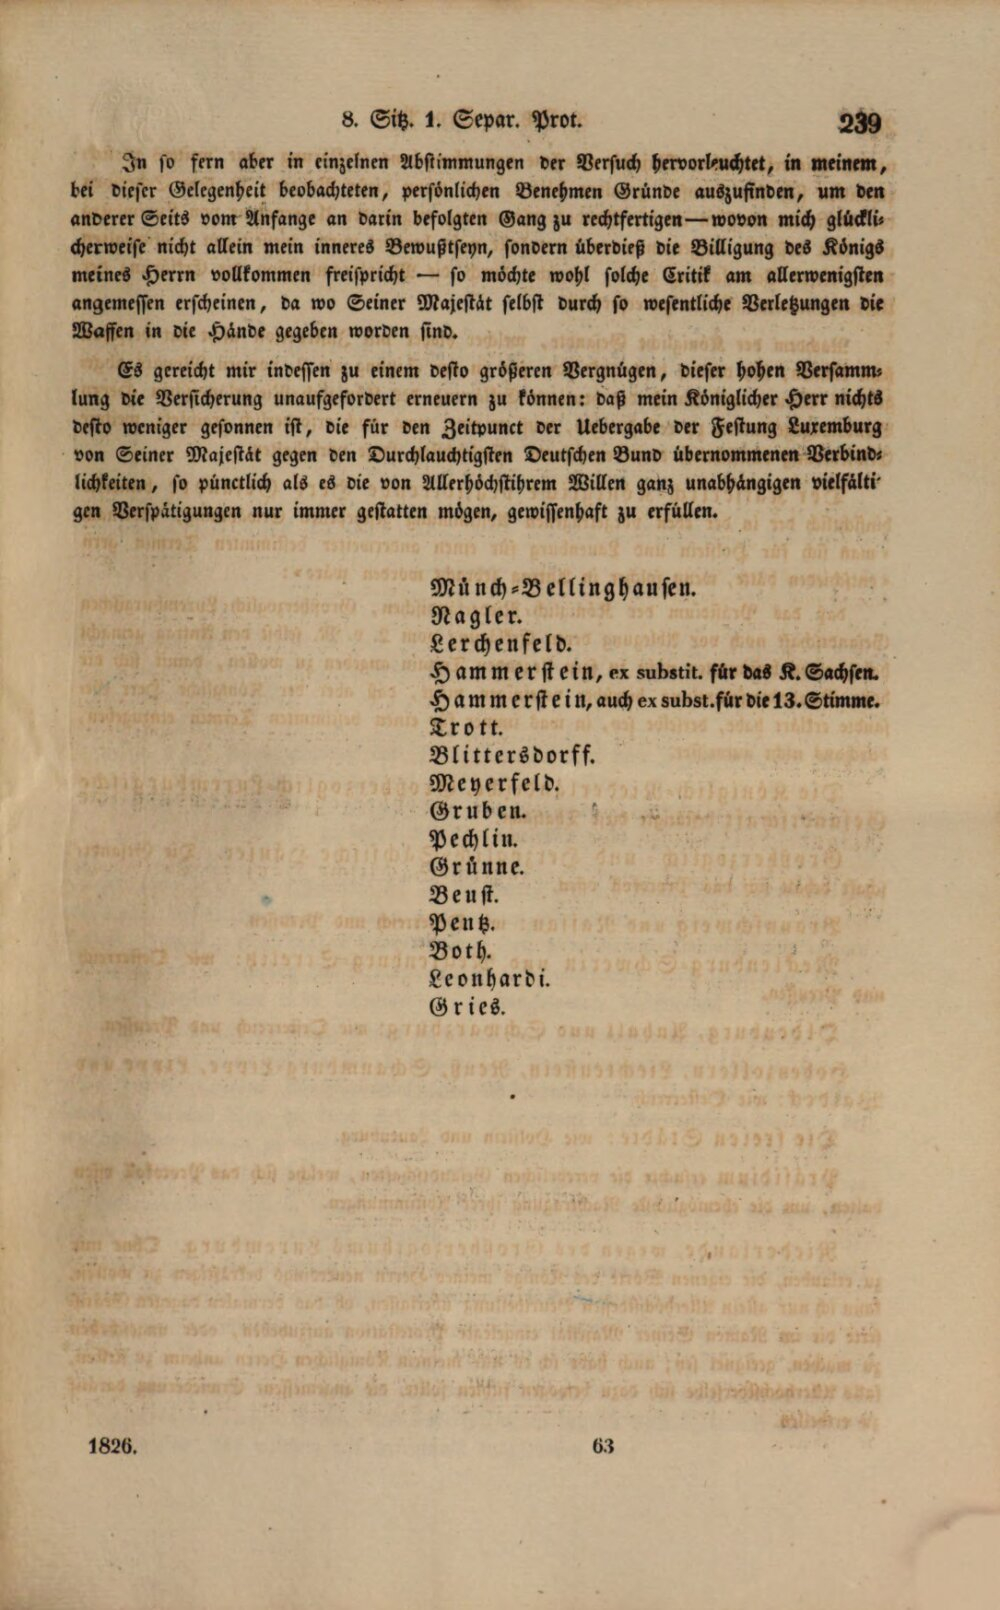 8. Sitz. 1. Separ. Prot. 239
In so fern aber in einzelnen Abstimmungen der Versuch hervorleuchtet, in meinem,
bei dieser Gelegenheit beobachteten, persönlichen Benehmen Gründe auszufinden, um den
anderer Seits vom Anfange an darin befolgten Gang zu rechtfertigen — wovon mich glückli-
cherweise nicht allein mein inneres Bewußtseyn, sondern überdieß die Billigung des Königs
meines Herrn vollkommen freispricht — so möchte wohl solche Critik am allerwenigsten
angemessen erscheinen, da wo Seiner Majestät selbst durch so wesentliche Verletzungen die
Waffen in die Hände gegeben worden sind.
Es gereicht mir indessen zu einem desto größeren Vergnügen, dieser hohen Versamm-
lung die Versicherung unaufgefordert erneuern zu können: daß mein Königlicher Herr nichts
desto weniger gesonnen ist, die für den Zeitpunct der Uebergabe der Festung Luxemburg
von Seiner Majestät gegen den Durchlauchtigsten Deutschen Bund übernommenen Verbind-
lichkeiten, so pünctlich als es die von Allerhöchstihrem Willen ganz unabhängigen vielfälti-
gen Verspätigungen nur immer gestatten mögen, gewissenhaft zu erfüllen.
Münch-Bellinghausen.
Nagler.
Lerchenfeld.
Hammerstein, ex substit. für das K. Sachsen.
Hammerstein, auch ex subst. für die 13. Stimme.
Trott.
Blittersdorff.
Meyerfeld.
Gruben.
Pechlin.
Grünne.
Beust.
Pentz.
Both.
Leonhardi.
Gries.
1826. 63